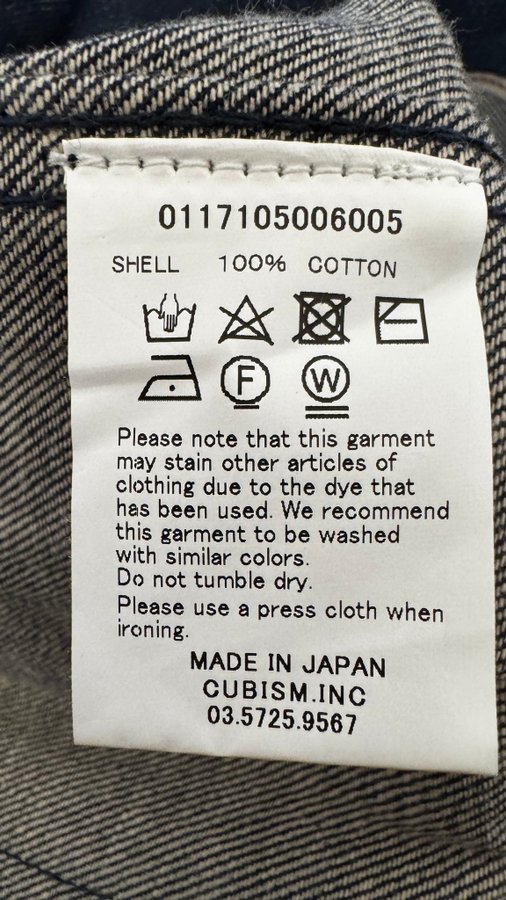 0117105006005
SHELL 100% COTTON
F W
Please note that this garment
may stain other articles of
clothing due to the dye that
has been used. We recommend
this garment to be washed
with similar colors.
Do not tumble dry.
Please use a press cloth when
ironing.
MADE IN JAPAN
CUBISM.INC
03.5725.9567